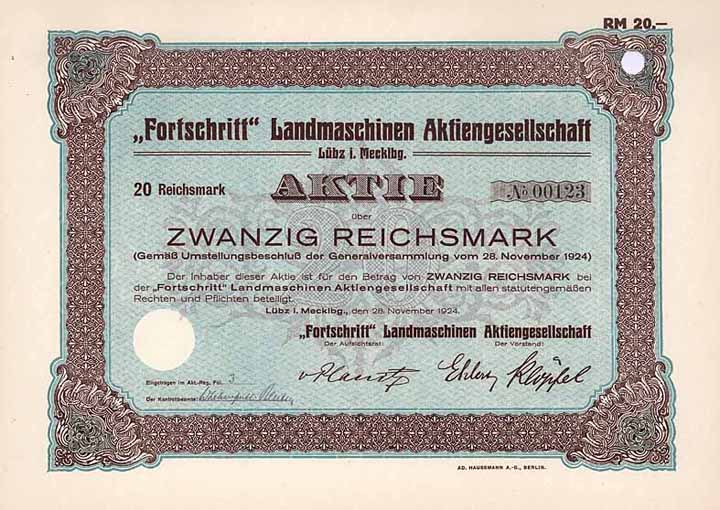 RM 20,—
„Fortschritt“ Landmaschinen Aktiengesellschaft
Lübz i. Mecklbg.
20 Reichsmark AKTIE № 00123
über
ZWANZIG REICHSMARK
(Gemäß Umstellungsbeschluß der Generalversammlung vom 28. November 1924)
Der Inhaber dieser Aktie ist für den Betrag von ZWANZIG REICHSMARK bei
der „Fortschritt“ Landmaschinen Aktiengesellschaft mit allen statutengemäßen
Rechten und Pflichten beteiligt.
Lübz i. Mecklbg., den 28. November 1924.
„Fortschritt“ Landmaschinen Aktiengesellschaft
Der Aufsichtsrat: Der Vorstand:
Klöppel
Eingetragen im Akt.-Reg. Fol. 3
Der Kontrollbeamte:
AD. HAUSSMANN A.-G., BERLIN.